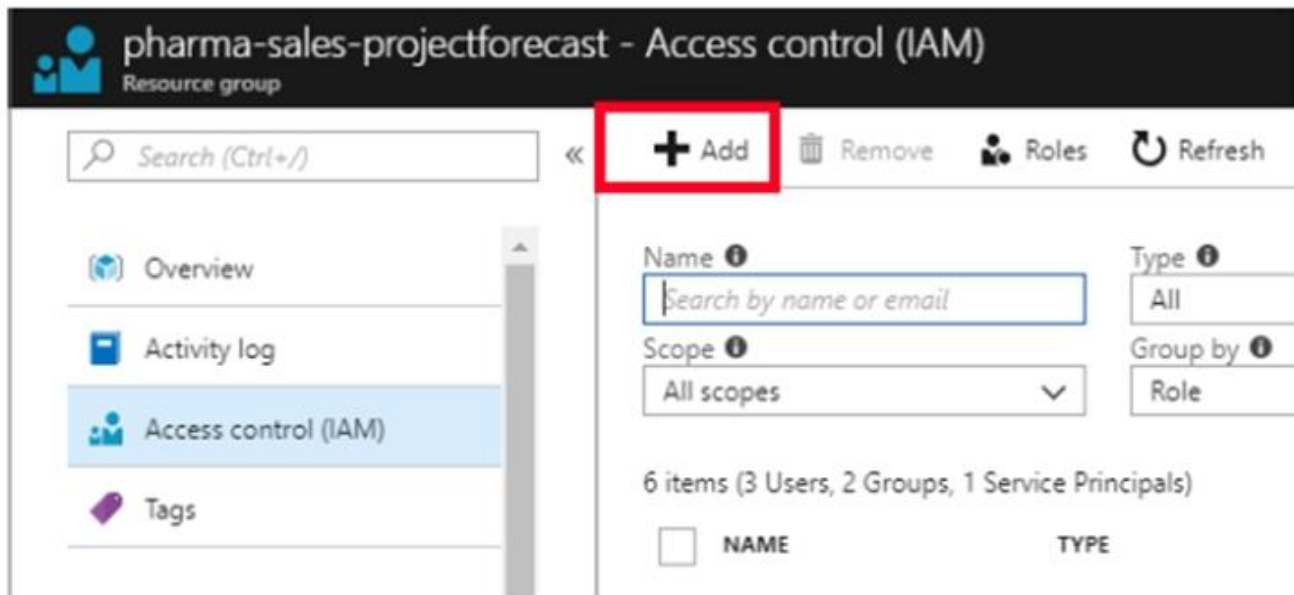 pharma-sales-projectforecast - Access control (IAM)
Resource group
Search (Ctrl+/)
«
Add Remove Roles Refresh
Overview
Activity log
Access control (IAM)
Tags
Name Type
Search by name or email All
Scope Group by
All scopes Role
6 items (3 Users, 2 Groups, 1 Service Principals)
NAME TYPE